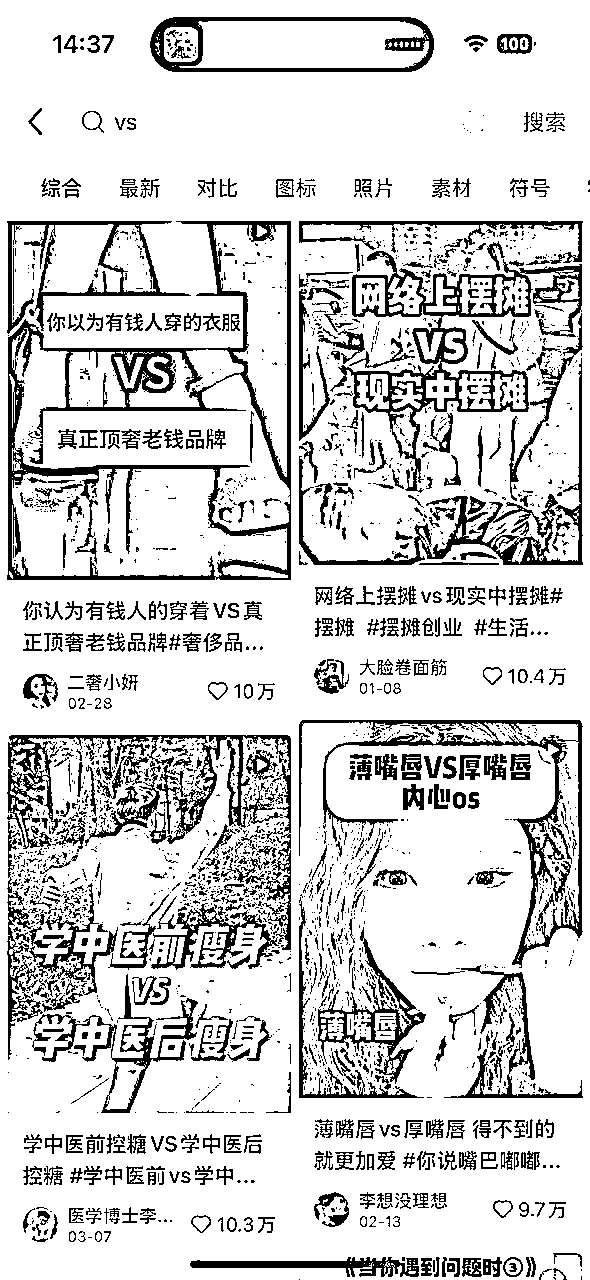 14:37
100
vs
搜索
综合 最新 对比 图标 照片 素材 符号
你以为有钱人穿的衣服
VS
真正顶奢老钱品牌
你认为有钱人的穿着VS真
正顶奢老钱品牌#奢侈品...
二奢小妍
02-28
10万
网络上摆摊
VS
现实中摆摊
网络上摆摊vs现实中摆摊#
摆摊 #摆摊创业 #生活...
大脸卷面筋
01-08
10.4万
学中医前瘦身
VS
学中医后瘦身
学中医前控糖VS学中医后
控糖 #学中医前vs学中...
医学博士李...
03-07
10.3万
薄嘴唇VS厚嘴唇
内心os
薄嘴唇
薄嘴唇vs厚嘴唇 得不到的
就更加爱 #你说嘴巴嘟嘟...
李想没理想
02-13
9.7万
《当你遇到问题时③》